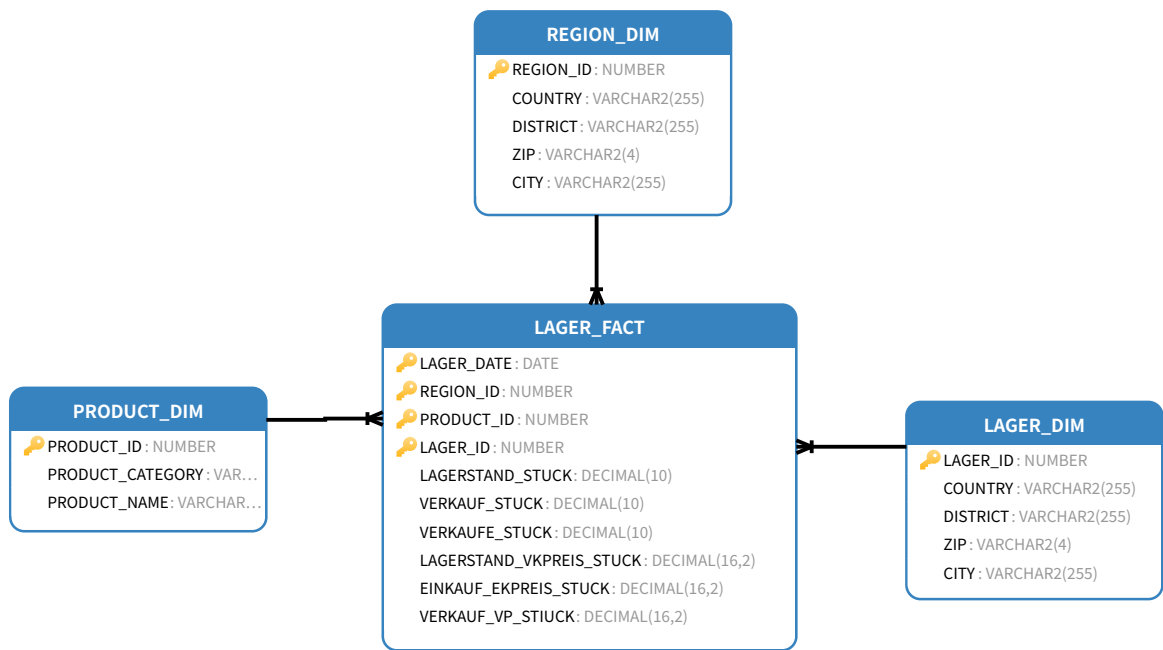 REGION_DIM
REGION_ID : NUMBER
COUNTRY : VARCHAR2(255)
DISTRICT : VARCHAR2(255)
ZIP : VARCHAR2(4)
CITY : VARCHAR2(255)
LAGER_FACT
LAGER_DATE : DATE
REGION_ID : NUMBER
PRODUCT_ID : NUMBER
LAGER_ID : NUMBER
LAGERSTAND_STUCK : DECIMAL(10)
VERKAUF_STUCK : DECIMAL(10)
VERKAUFE_STUCK : DECIMAL(10)
LAGERSTAND_VKPREIS_STUCK : DECIMAL(16,2)
EINKAUF_EKPREIS_STUCK : DECIMAL(16,2)
VERKAUF_VP_STIUCK : DECIMAL(16,2)
PRODUCT_DIM
PRODUCT_ID : NUMBER
PRODUCT_CATEGORY : VAR...
PRODUCT_NAME : VARCHAR...
LAGER_DIM
LAGER_ID : NUMBER
COUNTRY : VARCHAR2(255)
DISTRICT : VARCHAR2(255)
ZIP : VARCHAR2(4)
CITY : VARCHAR2(255)